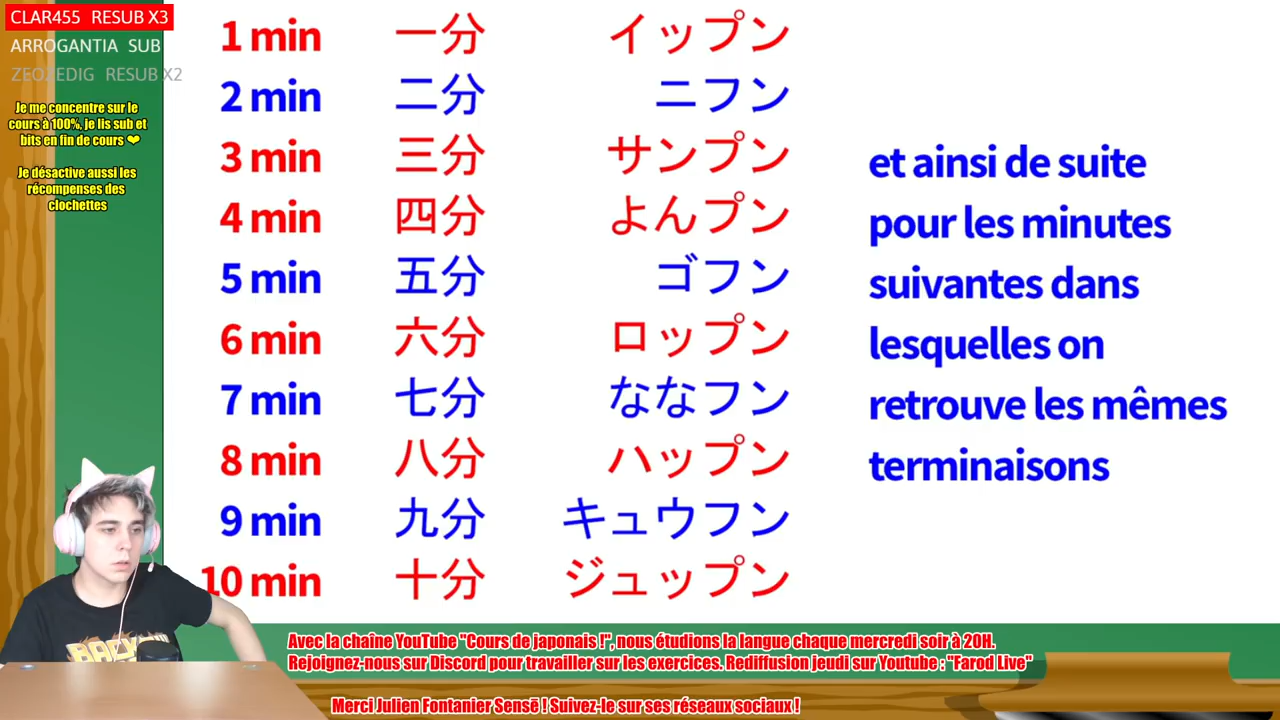 CLAR455 RESUB X3
ARROGANTIA SUB
RESUB X2
Je me concentre sur le
cours à 100%, je lis sub et
bits en fin de cours ❤
Je désactive aussi les
récompenses des
clochettes
1 min 一分 イップン
2 min 二分 ニフン
3 min 三分 サンプン
4 min 四分 よんプン
5 min 五分 ゴフン
6 min 六分 ロップン
7 min 七分 ななフン
8 min 八分 ハップン
9 min 九分 キュウフン
10 min 十分 ジュップン
et ainsi de suite
pour les minutes
suivantes dans
lesquelles on
retrouve les mêmes
terminaisons
Avec la chaîne YouTube "Cours de japonais !", nous étudions la langue chaque mercredi soir à 20H.
Rejoignez-nous sur Discord pour travailler sur les exercices. Rediffusion jeudi sur Youtube : "Farod Live"
Merci Julien Fontanier Sensē ! Suivez-le sur ses réseaux sociaux !